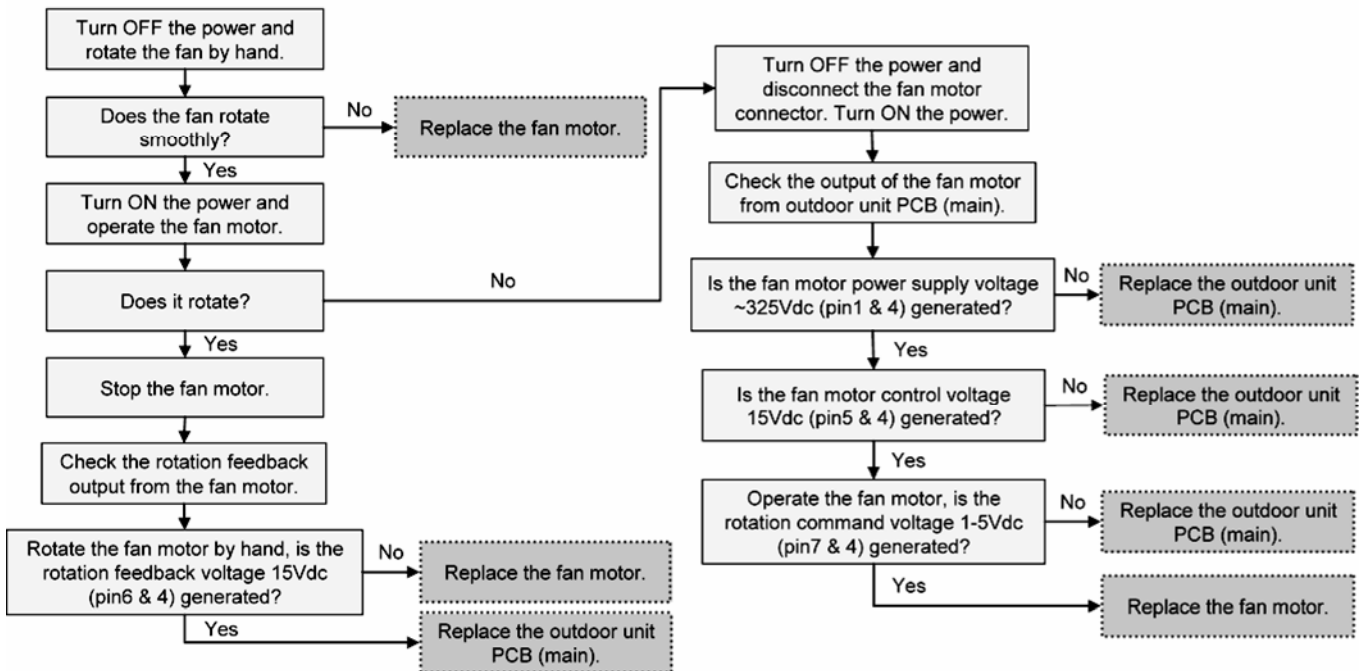 Turn OFF the power and
rotate the fan by hand.
Does the fan rotate
smoothly?
No
Replace the fan motor.
Yes
Turn ON the power and
operate the fan motor.
Does it rotate?
No
Yes
Stop the fan motor.
Check the rotation feedback
output from the fan motor.
Rotate the fan motor by hand, is the
rotation feedback voltage 15Vdc
(pin6 & 4) generated?
No
Replace the fan motor.
Yes
Replace the outdoor unit
PCB (main).
Turn OFF the power and
disconnect the fan motor
connector. Turn ON the power.
Check the output of the fan motor
from outdoor unit PCB (main).
Is the fan motor power supply voltage
~325Vdc (pin1 & 4) generated?
No
Replace the outdoor unit
PCB (main).
Yes
Is the fan motor control voltage
15Vdc (pin5 & 4) generated?
No
Replace the outdoor unit
PCB (main).
Yes
Operate the fan motor, is the
rotation command voltage 1-5Vdc
(pin7 & 4) generated?
No
Replace the outdoor unit
PCB (main).
Yes
Replace the fan motor.